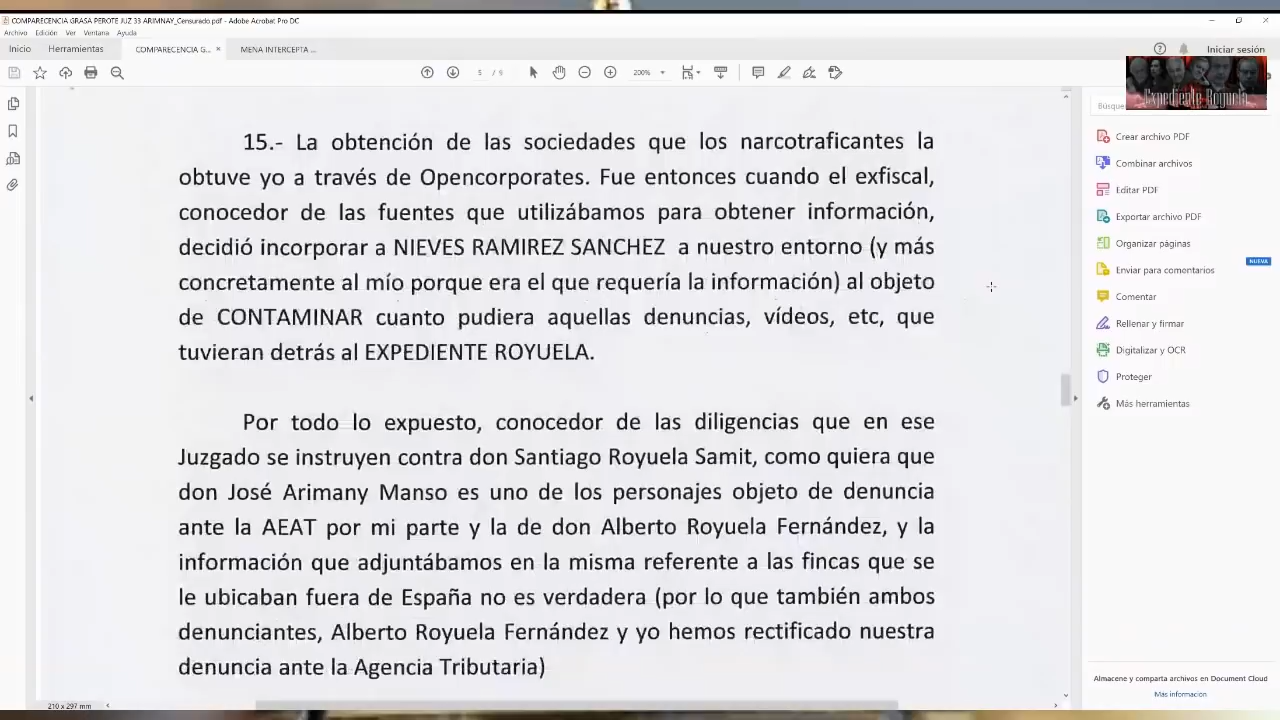 COMPARECENCIA GRASA PEROTE JUZ 33 ARIMNAY_Censurado.pdf - Adobe Acrobat Pro DC
Archivo Edición Ver Ventana Ayuda
Inicio Herramientas COMPARECENCIA G... × MENA INTERCEPTA ... Iniciar sesión
5 / 9 200%
Expediente Royuela
Búsque
15.- La obtención de las sociedades que los narcotraficantes la
obtuve yo a través de Opencorporates. Fue entonces cuando el exfiscal,
conocedor de las fuentes que utilizábamos para obtener información,
decidió incorporar a NIEVES RAMIREZ SANCHEZ a nuestro entorno (y más
concretamente al mío porque era el que requería la información) al objeto
de CONTAMINAR cuanto pudiera aquellas denuncias, vídeos, etc, que
tuvieran detrás al EXPEDIENTE ROYUELA.
Por todo lo expuesto, conocedor de las diligencias que en ese
Juzgado se instruyen contra don Santiago Royuela Samit, como quiera que
don José Arimany Manso es uno de los personajes objeto de denuncia
ante la AEAT por mi parte y la de don Alberto Royuela Fernández, y la
información que adjuntábamos en la misma referente a las fincas que se
le ubicaban fuera de España no es verdadera (por lo que también ambos
denunciantes, Alberto Royuela Fernández y yo hemos rectificado nuestra
denuncia ante la Agencia Tributaria)
210 x 297 mm
Crear archivo PDF
Combinar archivos
Editar PDF
Exportar archivo PDF
Organizar páginas
NUEVA
Enviar para comentarios
Comentar
Rellenar y firmar
Digitalizar y OCR
Proteger
Más herramientas
Almacene y comparta archivos en Document Cloud
Más información